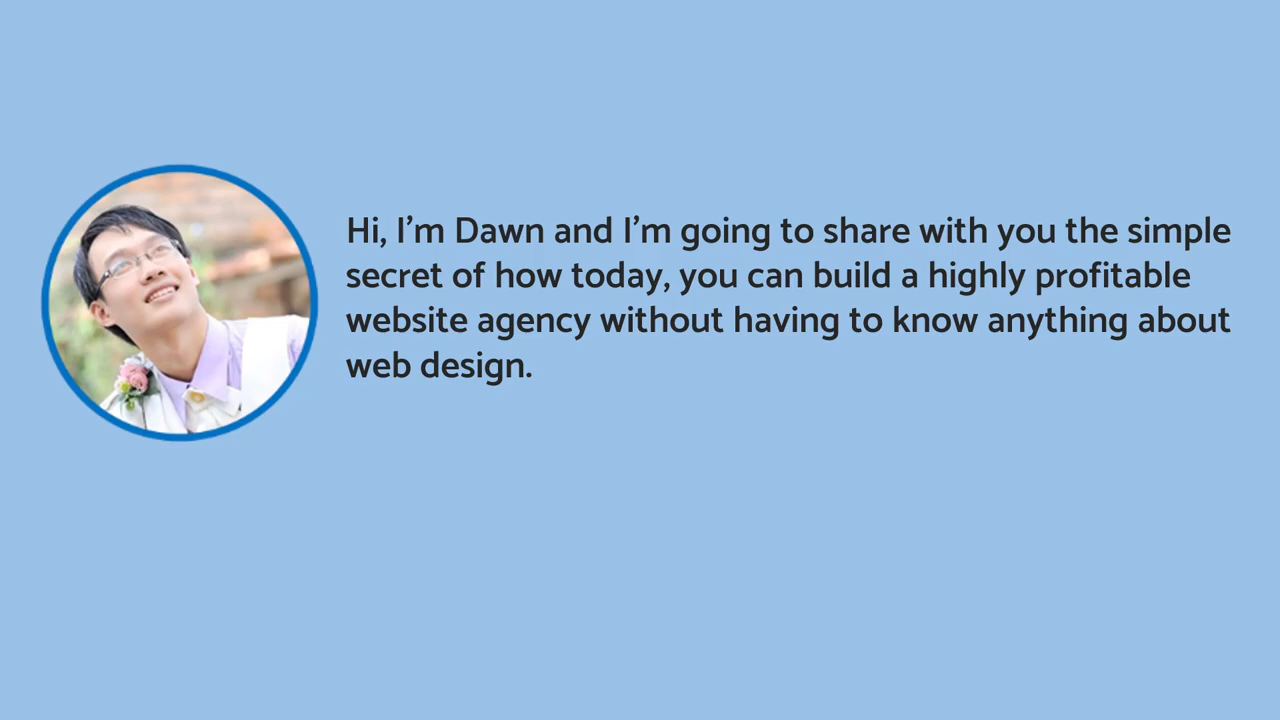 Hi, I’m Dawn and I’m going to share with you the simple
secret of how today, you can build a highly profitable
website agency without having to know anything about
web design.